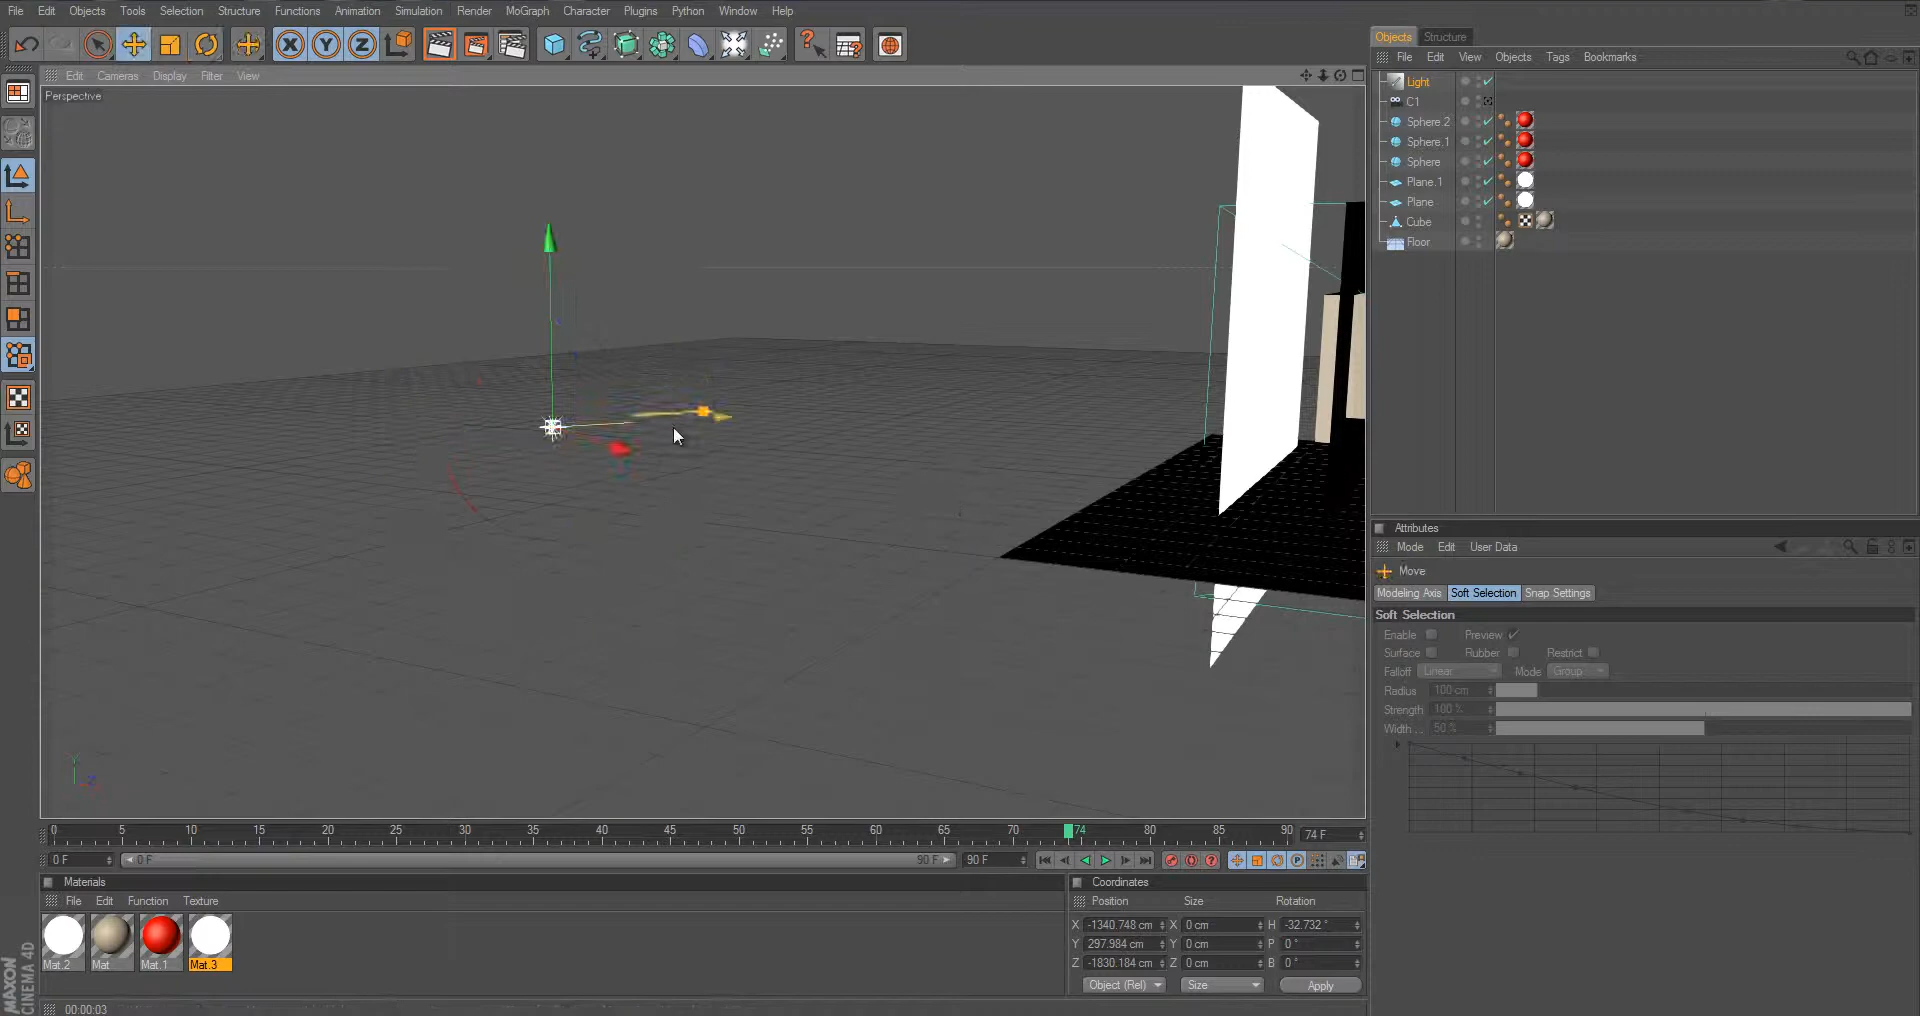 File Edit Objects Tools Selection Structure Functions Animation Simulation Render MoGraph Character Plugins Python Window Help
Edit Cameras Display Filter View
Perspective
Objects Structure
File Edit View Objects Tags Bookmarks
Light
C1
Sphere.2
Sphere.1
Sphere
Plane.1
Plane
Cube
Floor
Attributes
Mode Edit User Data
Move
Modeling Axis Soft Selection Snap Settings
Soft Selection
Enable Preview
Surface Rubber Restrict
Falloff Linear Mode Group
Radius 100 cm
Strength 100 %
Width... 50 %
0 5 10 15 20 25 30 35 40 45 50 55 60 65 70 74 80 85 90 74 F
0 F 0 F 90 F 90 F
Materials
File Edit Function Texture
Mat.2 Mat Mat.1 Mat.3
Coordinates
Position Size Rotation
X -1340.748 cm X 0 cm H -32.732 °
Y 297.984 cm Y 0 cm P 0 °
Z -1830.184 cm Z 0 cm B 0 °
Object (Rel) Size Apply
MAXON
CINEMA 4D
00:00:03